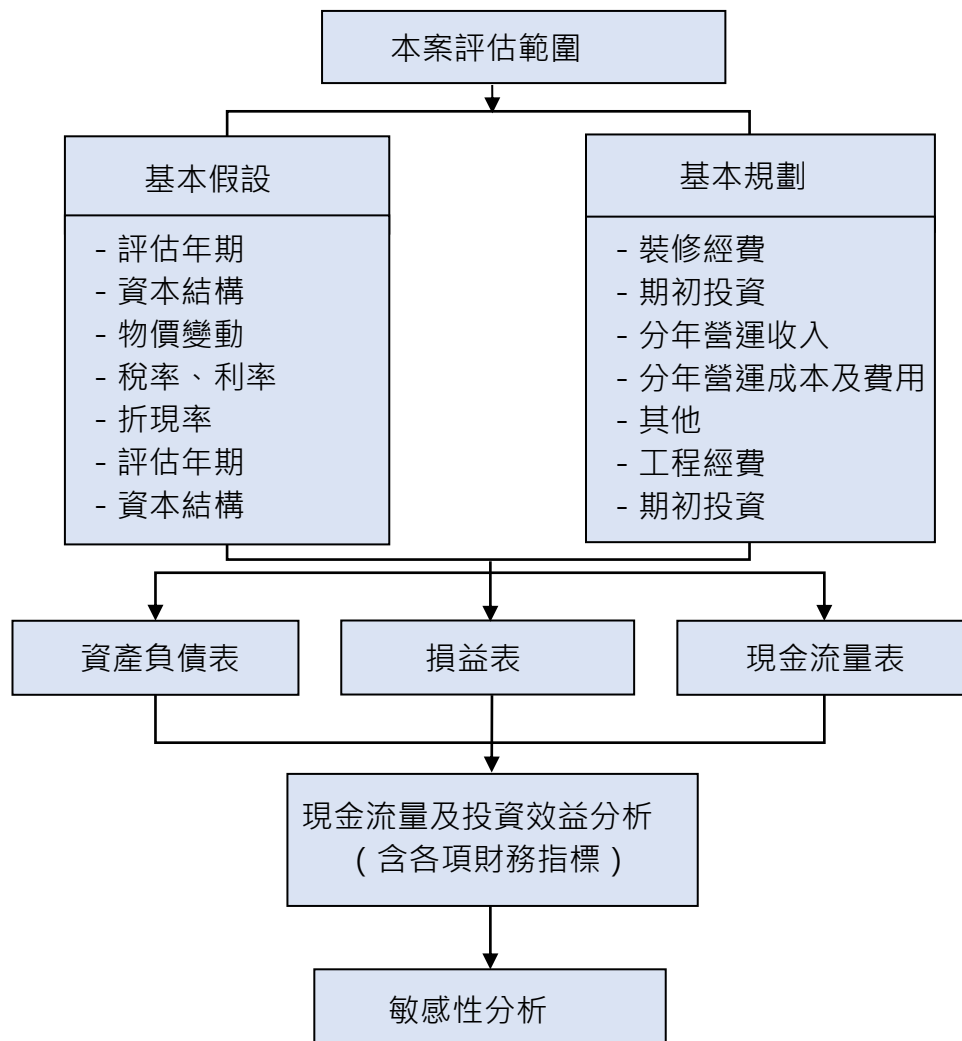 本案評估範圍
基本假設
- 評估年期
- 資本結構
- 物價變動
- 稅率、利率
- 折現率
- 評估年期
- 資本結構
基本規劃
- 裝修經費
- 期初投資
- 分年營運收入
- 分年營運成本及費用
- 其他
- 工程經費
- 期初投資
資產負債表
損益表
現金流量表
現金流量及投資效益分析
(含各項財務指標)
敏感性分析